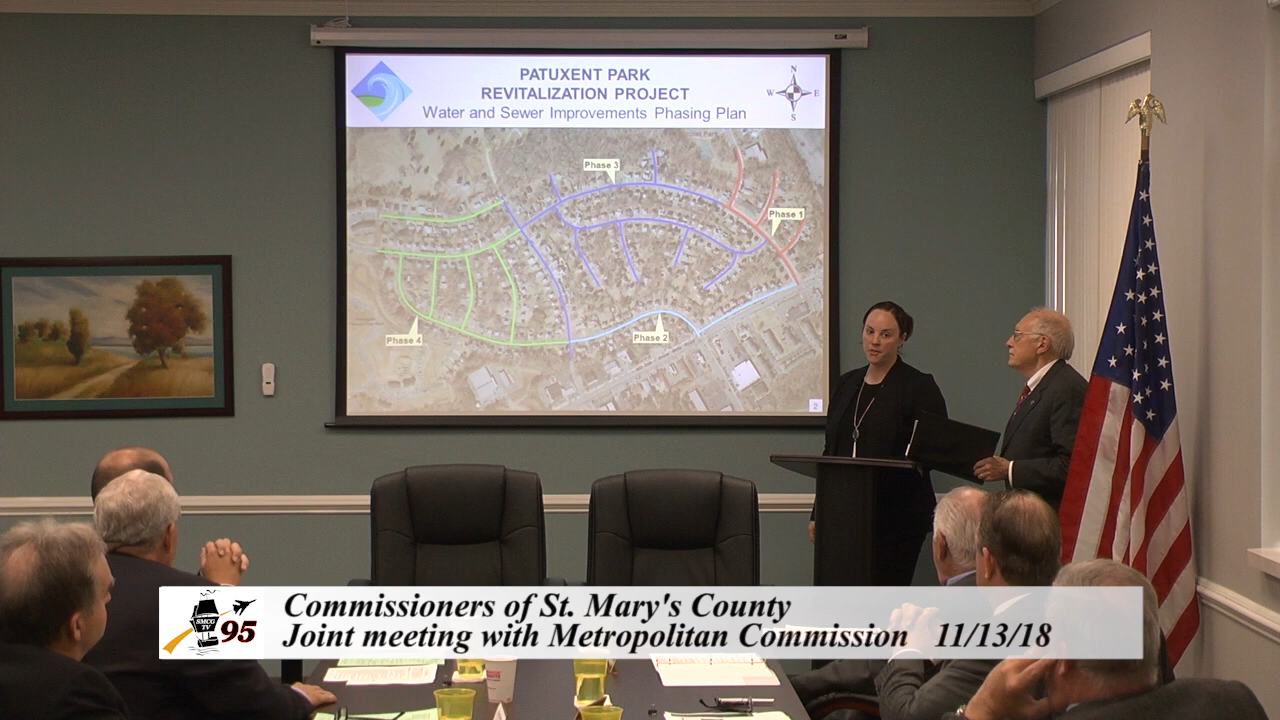 PATUXENT PARK
REVITALIZATION PROJECT
Water and Sewer Improvements Phasing Plan
N
W E
S
Phase 3
Phase 1
Phase 2
Phase 4
2
SMCG
TV
95
Commissioners of St. Mary's County
Joint meeting with Metropolitan Commission 11/13/18